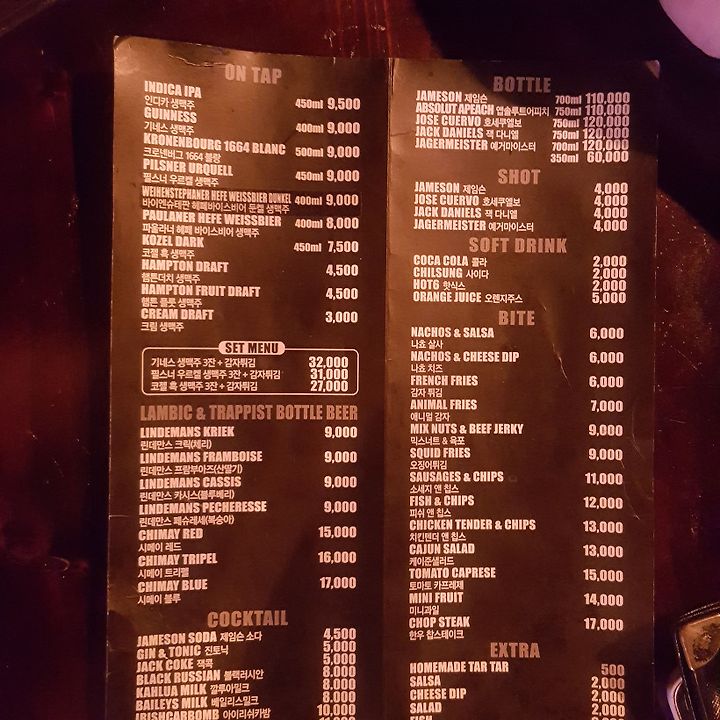 ON TAP
INDICA IPA
인디카 생맥주 450ml 9,500
GUINNESS
기네스 생맥주 400ml 9,000
KRONENBOURG 1664 BLANC
크로넨버그 1664 블랑 500ml 9,000
PILSNER URQUELL
필스너 우르켈 생맥주 450ml 9,000
WEIHENSTEPHANER HEFE WEISSBIER DUNKEL 400ml 9,000
바이엔슈테판 헤페바이스비어 둔켈 생맥주
PAULANER HEFE WEISSBIER 400ml 8,000
파울라너 헤페 바이스비어 생맥주
KOZEL DARK 450ml 7,500
코젤 흑 생맥주
HAMPTON DRAFT 4,500
햄튼더치 생맥주
HAMPTON FRUIT DRAFT 4,500
햄튼 플룻 생맥주
CREAM DRAFT 3,000
크림 생맥주
SET MENU
기네스 생맥주 3잔 + 감자튀김 32,000
필스너 우르켈 생맥주 3잔 + 감자튀김 31,000
코젤 흑 생맥주 3잔 + 감자튀김 27,000
LAMBIC & TRAPPIST BOTTLE BEER
LINDEMANS KRIEK 9,000
린데만스 크릭(체리)
LINDEMANS FRAMBOISE 9,000
린데만스 프람부아즈(산딸기)
LINDEMANS CASSIS 9,000
린데만스 카시스(블루베리)
LINDEMANS PECHERESSE 9,000
린데만스 페슈레세(복숭아)
CHIMAY RED 15,000
시메이 레드
CHIMAY TRIPEL 16,000
시메이 트리펠
CHIMAY BLUE 17,000
시메이 블루
COCKTAIL
JAMESON SODA 제임슨 소다 4,500
GIN & TONIC 진토닉 5,000
JACK COKE 잭콕 5,000
BLACK RUSSIAN 블랙러시안 8,000
KAHLUA MILK 깔루아밀크 8,000
BAILEYS MILK 베일리스밀크 8,000
IRISHCARBOMB 아이리쉬카밤 10,000
BOTTLE
JAMESON 제임슨 700ml 110,000
ABSOLUT APEACH 앱솔루트어피치 750ml 110,000
JOSE CUERVO 호세쿠엘보 750ml 120,000
JACK DANIELS 잭 다니엘 750ml 120,000
JAGERMEISTER 예거마이스터 700ml 120,000
350ml 60,000
SHOT
JAMESON 제임슨 4,000
JOSE CUERVO 호세쿠엘보 4,000
JACK DANIELS 잭 다니엘 4,000
JAGERMEISTER 예거마이스터 4,000
SOFT DRINK
COCA COLA 콜라 2,000
CHILSUNG 사이다 2,000
HOT6 핫식스 2,000
ORANGE JUICE 오렌지주스 5,000
BITE
NACHOS & SALSA 6,000
나쵸 살사
NACHOS & CHEESE DIP 6,000
나쵸 치즈
FRENCH FRIES 6,000
감자 튀김
ANIMAL FRIES 7,000
애니멀 감자
MIX NUTS & BEEF JERKY 9,000
믹스너트 & 육포
SQUID FRIES 9,000
오징어튀김
SAUSAGES & CHIPS 11,000
소세지 앤 칩스
FISH & CHIPS 12,000
피쉬 앤 칩스
CHICKEN TENDER & CHIPS 13,000
치킨텐더 앤 칩스
CAJUN SALAD 13,000
케이준샐러드
TOMATO CAPRESE 15,000
토마토 카프레제
MINI FRUIT 14,000
미니과일
CHOP STEAK 17,000
한우 찹스테이크
EXTRA
HOMEMADE TAR TAR 500
SALSA 2,000
CHEESE DIP 2,000
SALAD 2,000
FISH